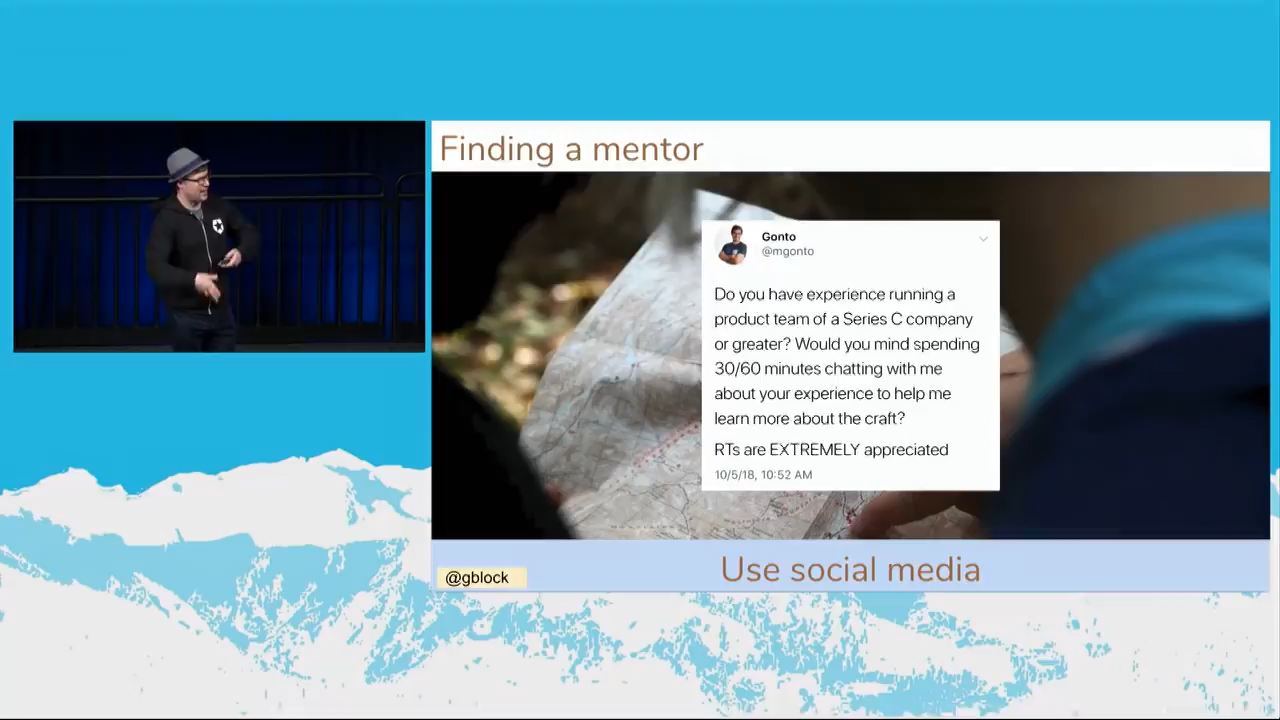 Finding a mentor
Gonto
@mgonto
Do you have experience running a
product team of a Series C company
or greater? Would you mind spending
30/60 minutes chatting with me
about your experience to help me
learn more about the craft?
RTs are EXTREMELY appreciated
10/5/18, 10:52 AM
@gblock
Use social media